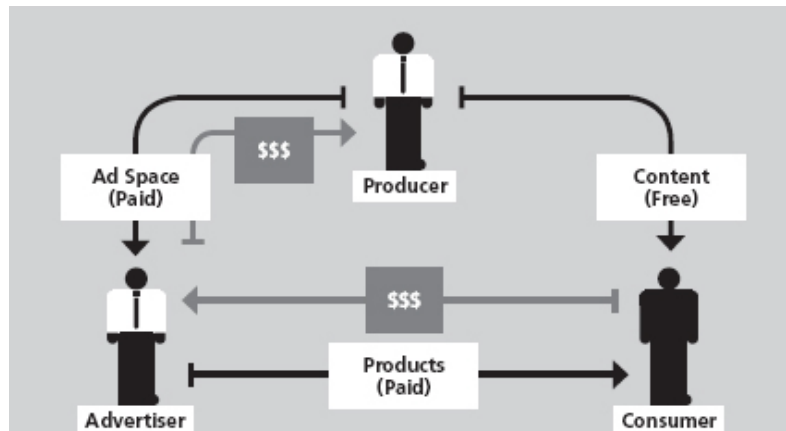 $$$
Ad Space
(Paid)
Producer
Content
(Free)
$$$
Products
(Paid)
Advertiser
Consumer